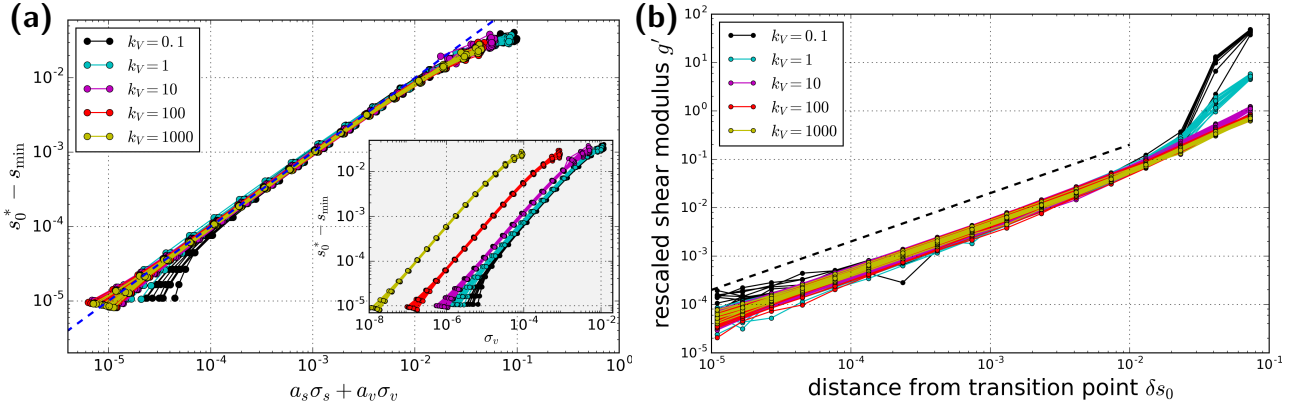 (a)
k_V = 0.1
k_V = 1
k_V = 10
k_V = 100
k_V = 1000
s_0^* − s_min
10^-2
10^-3
10^-4
10^-5
10^-5 10^-4 10^-3 10^-2 10^-1 10^0
a_s σ_s + a_v σ_v
s_0^* − s_min
10^-2
10^-3
10^-4
10^-5
10^-8 10^-6 10^-4 10^-2
σ_v
(b)
k_V = 0.1
k_V = 1
k_V = 10
k_V = 100
k_V = 1000
rescaled shear modulus g′
10^2
10^1
10^0
10^-1
10^-2
10^-3
10^-4
10^-5
10^-5 10^-4 10^-3 10^-2 10^-1
distance from transition point δs_0